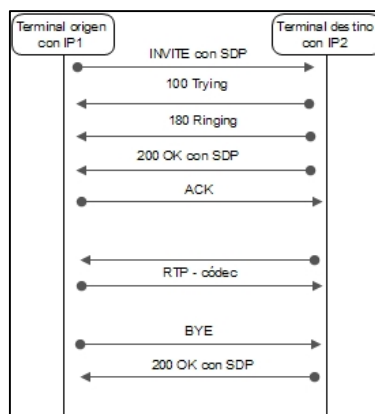 Terminal origen
con IP1
Terminal destino
con IP2
INVITE con SDP
100 Trying
180 Ringing
200 OK con SDP
ACK
RTP - códec
BYE
200 OK con SDP